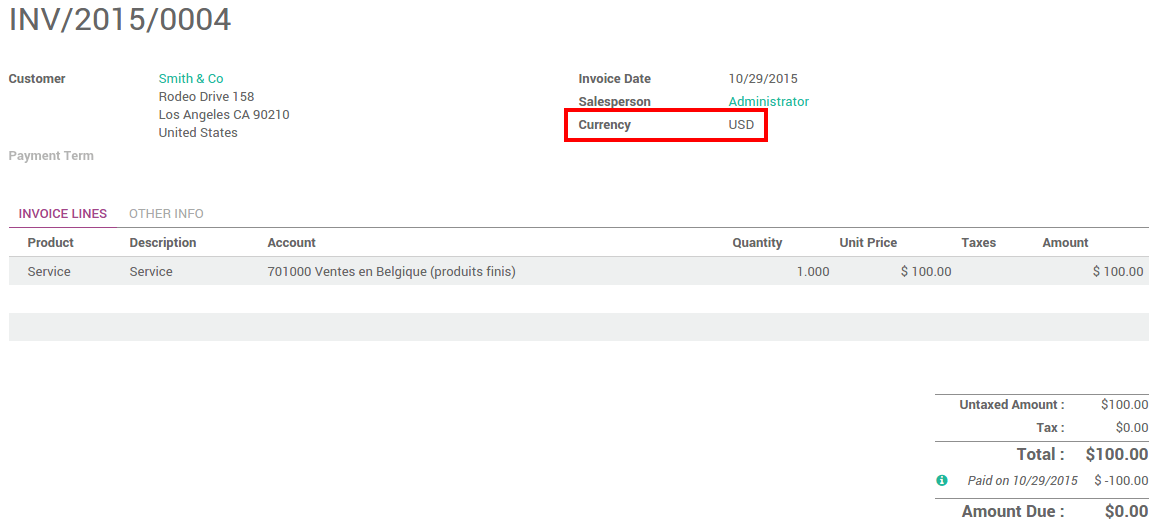 INV/2015/0004
Customer Smith & Co Invoice Date 10/29/2015
Rodeo Drive 158 Salesperson Administrator
Los Angeles CA 90210 Currency USD
United States
Payment Term
INVOICE LINES OTHER INFO
Product Description Account Quantity Unit Price Taxes Amount
Service Service 701000 Ventes en Belgique (produits finis) 1.000 $ 100.00 $ 100.00
Untaxed Amount : $100.00
Tax : $0.00
Total : $100.00
i Paid on 10/29/2015 $ -100.00
Amount Due : $0.00